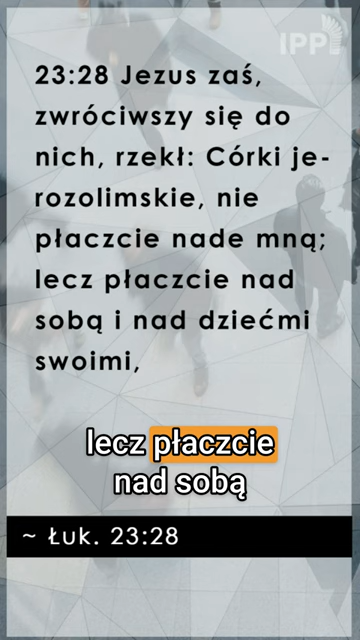 IPP
23:28 Jezus zaś,
zwróciwszy się do
nich, rzekł: Córki je-
rozolimskie, nie
płaczcie nade mną;
lecz płaczcie nad
sobą i nad dziećmi
swoimi,
lecz płaczcie
nad sobą
~ Łuk. 23:28